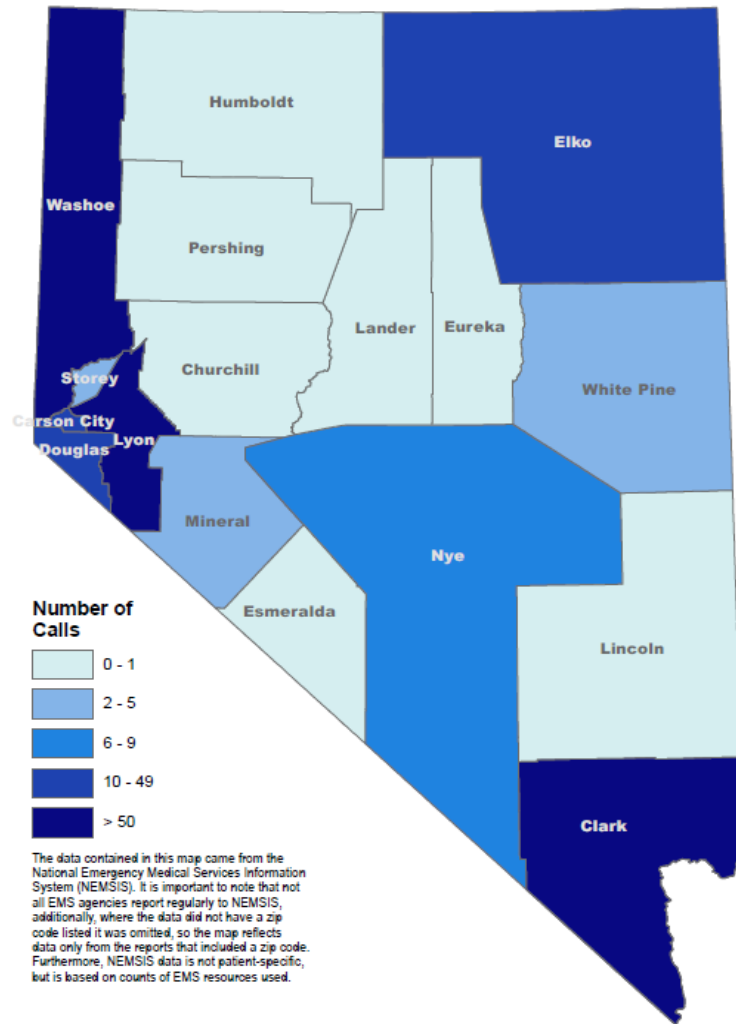 Humboldt
Elko
Washoe
Pershing
Lander
Eureka
Churchill
Storey
White Pine
Carson City
Lyon
Douglas
Mineral
Nye
Esmeralda
Lincoln
Clark
Number of
Calls
0 - 1
2 - 5
6 - 9
10 - 49
> 50
The data contained in this map came from the
National Emergency Medical Services Information
System (NEMSIS). It is important to note that not
all EMS agencies report regularly to NEMSIS,
additionally, where the data did not have a zip
code listed it was omitted, so the map reflects
data only from the reports that included a zip code.
Furthermore, NEMSIS data is not patient-specific,
but is based on counts of EMS resources used.